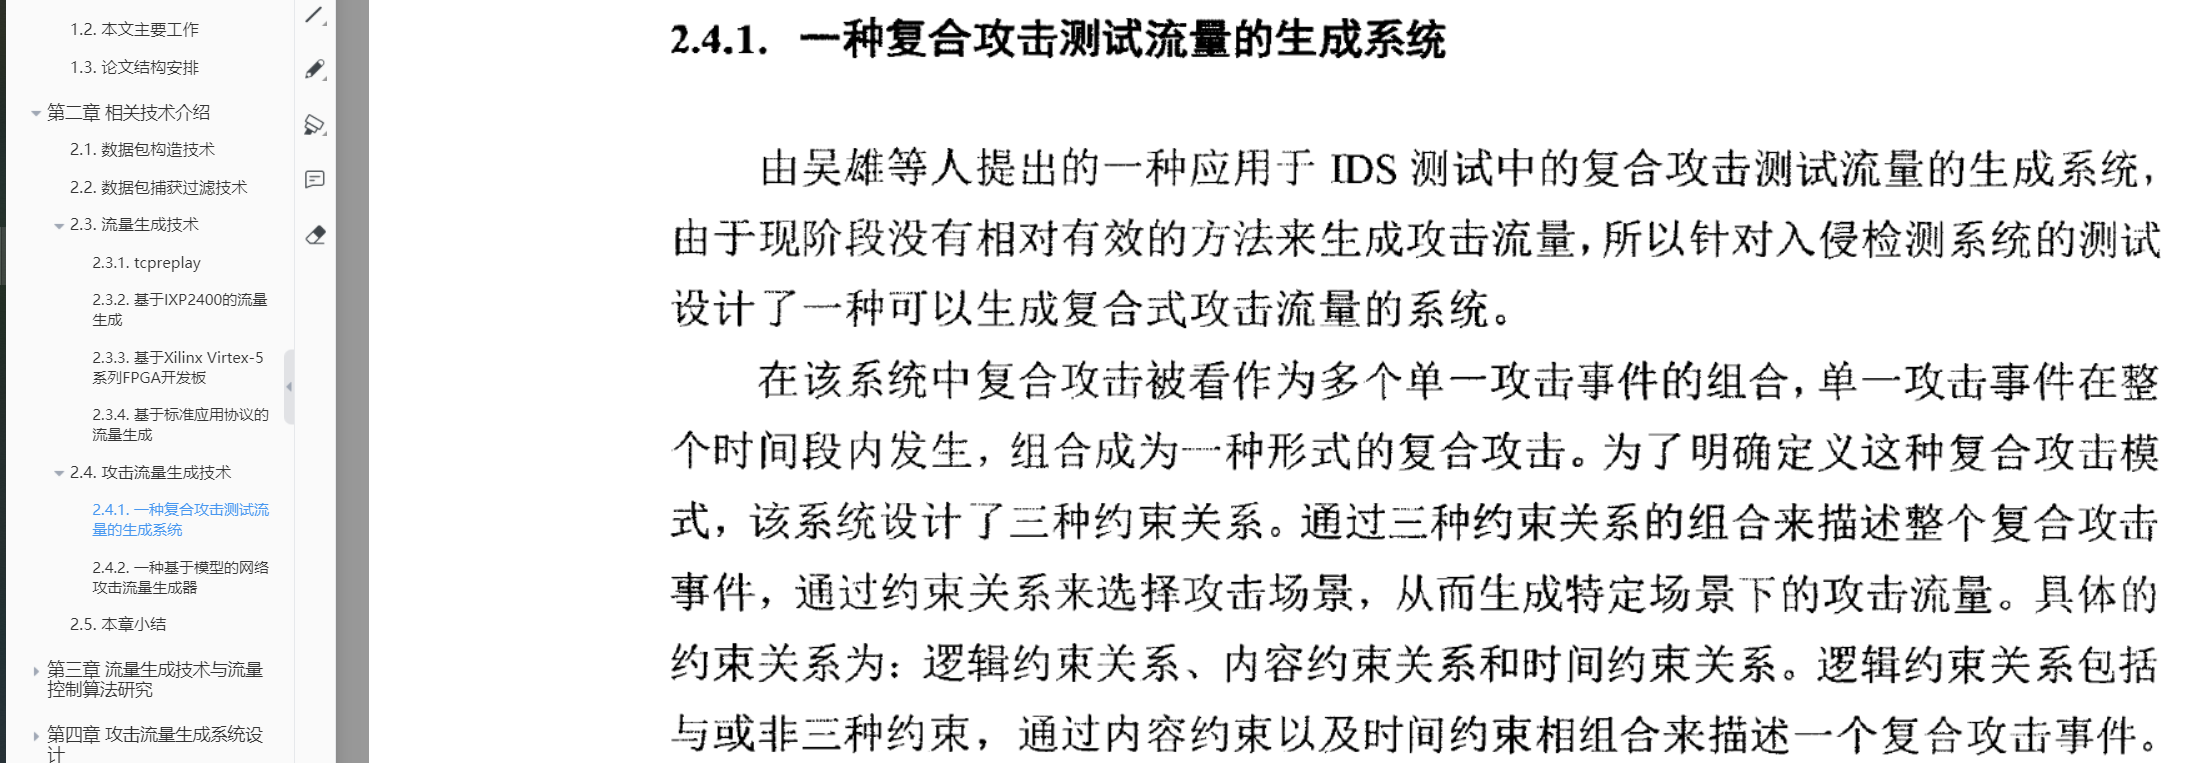 1.2. 本文主要工作
1.3. 论文结构安排
第二章 相关技术介绍
2.1. 数据包构造技术
2.2. 数据包捕获过滤技术
2.3. 流量生成技术
2.3.1. tcpreplay
2.3.2. 基于IXP2400的流量
生成
2.3.3. 基于Xilinx Virtex-5
系列FPGA开发板
2.3.4. 基于标准应用协议的
流量生成
2.4. 攻击流量生成技术
2.4.1. 一种复合攻击测试流
量的生成系统
2.4.2. 一种基于模型的网络
攻击流量生成器
2.5. 本章小结
第三章 流量生成技术与流量
控制算法研究
第四章 攻击流量生成系统设
计
2.4.1. 一种复合攻击测试流量的生成系统
由吴雄等人提出的一种应用于 IDS 测试中的复合攻击测试流量的生成系统，
由于现阶段没有相对有效的方法来生成攻击流量，所以针对入侵检测系统的测试
设计了一种可以生成复合式攻击流量的系统。
在该系统中复合攻击被看作为多个单一攻击事件的组合，单一攻击事件在整
个时间段内发生，组合成为一种形式的复合攻击。为了明确定义这种复合攻击模
式，该系统设计了三种约束关系。通过三种约束关系的组合来描述整个复合攻击
事件，通过约束关系来选择攻击场景，从而生成特定场景下的攻击流量。具体的
约束关系为：逻辑约束关系、内容约束关系和时间约束关系。逻辑约束关系包括
与或非三种约束，通过内容约束以及时间约束相组合来描述一个复合攻击事件。